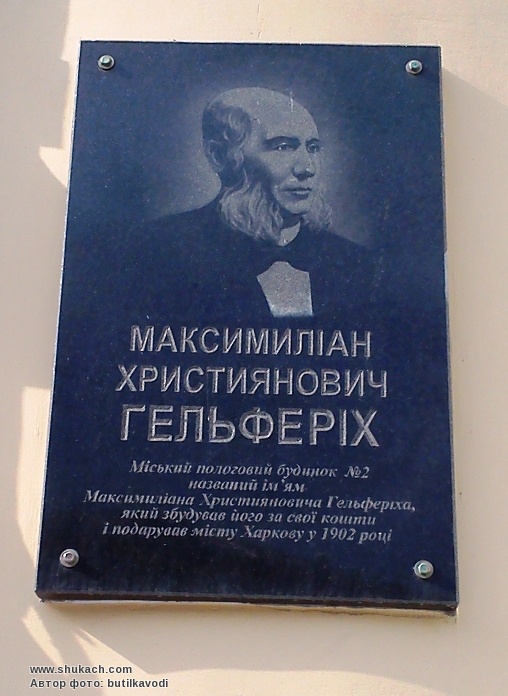 МАКСИМИЛІАН
ХРИСТИЯНОВИЧ
ГЕЛЬФЕРІХ
Міський пологовий будинок №2
названий ім'ям
Максиміліана Християновича Гельферіха,
який збудував його за свої кошти
і подарував місту Харкову у 1902 році
www.shukach.com
Автор фото: butilkavodi